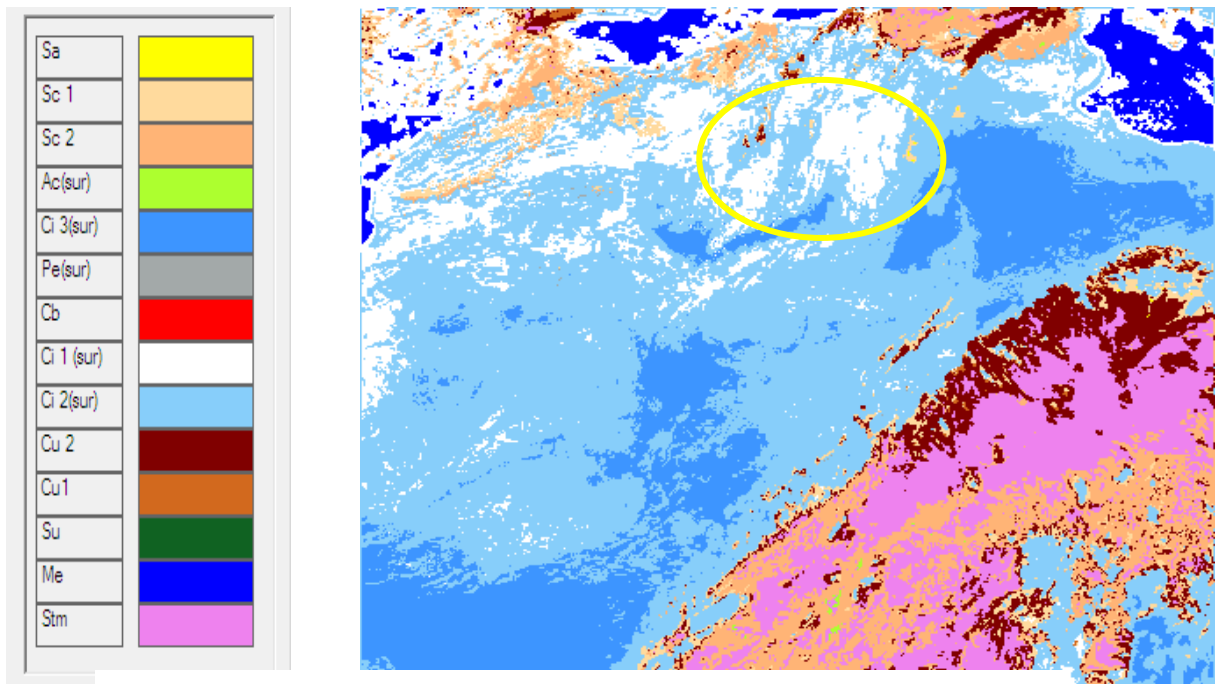 Sa
Sc 1
Sc 2
Ac(sur)
Ci 3(sur)
Pe(sur)
Cb
Ci 1 (sur)
Ci 2(sur)
Cu 2
Cu1
Su
Me
Stm